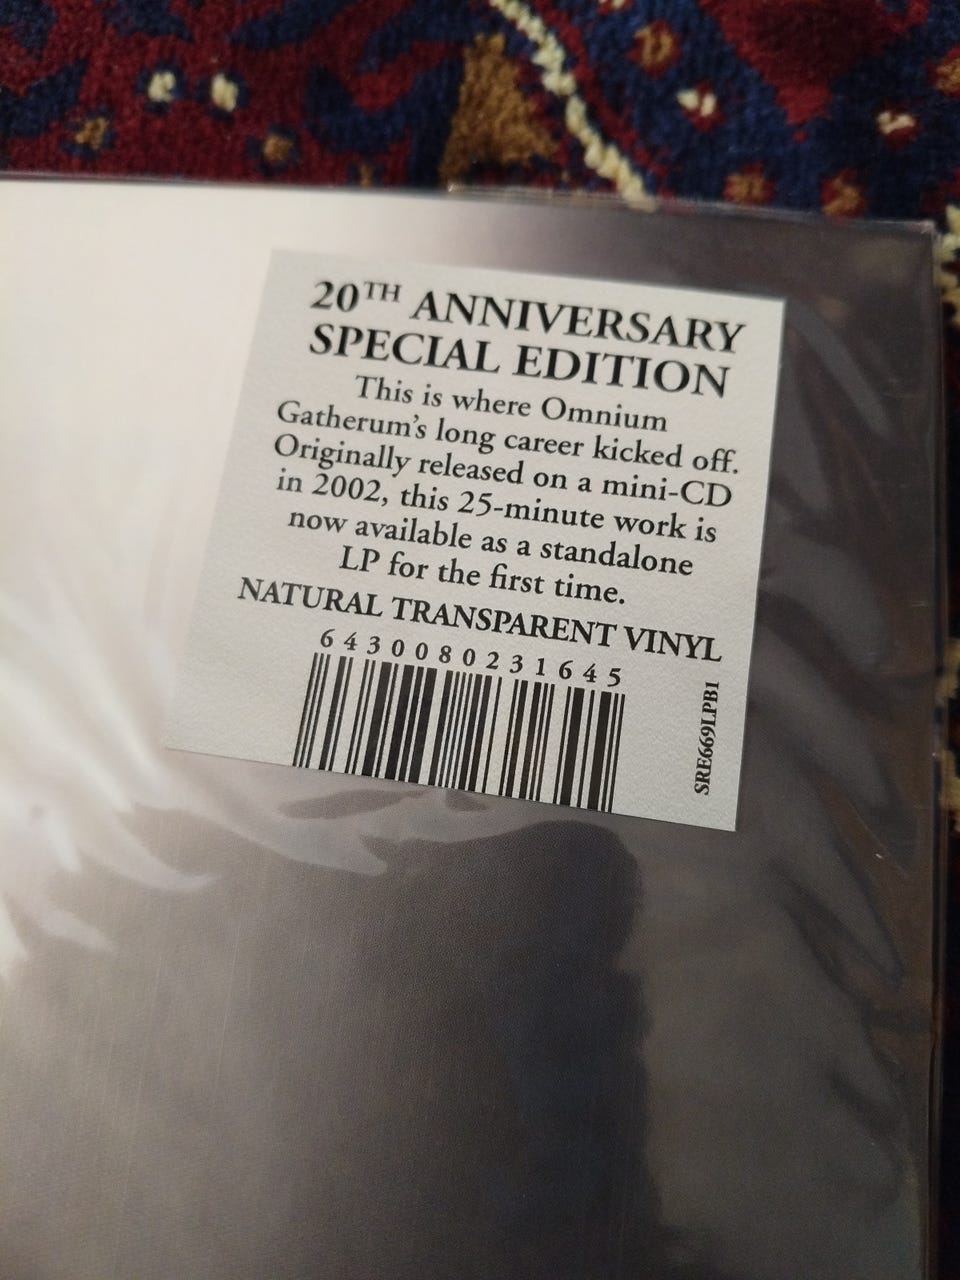 20TH ANNIVERSARY
SPECIAL EDITION
This is where Omnium
Gatherum's long career kicked off.
Originally released on a mini-CD
in 2002, this 25-minute work is
now available as a standalone
LP for the first time.
NATURAL TRANSPARENT VINYL
6430080231645
SRE669LPB1